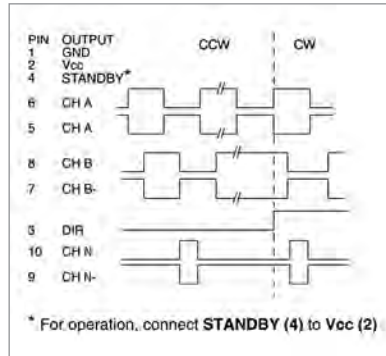 PIN OUTPUT CCW CW
1 GND
2 Vcc
4 STANDBY*
6 CH A
5 CH A
8 CH B
7 CH B-
3 DIR
10 CH N
9 CH N-
* For operation, connect STANDBY (4) to Vcc (2)